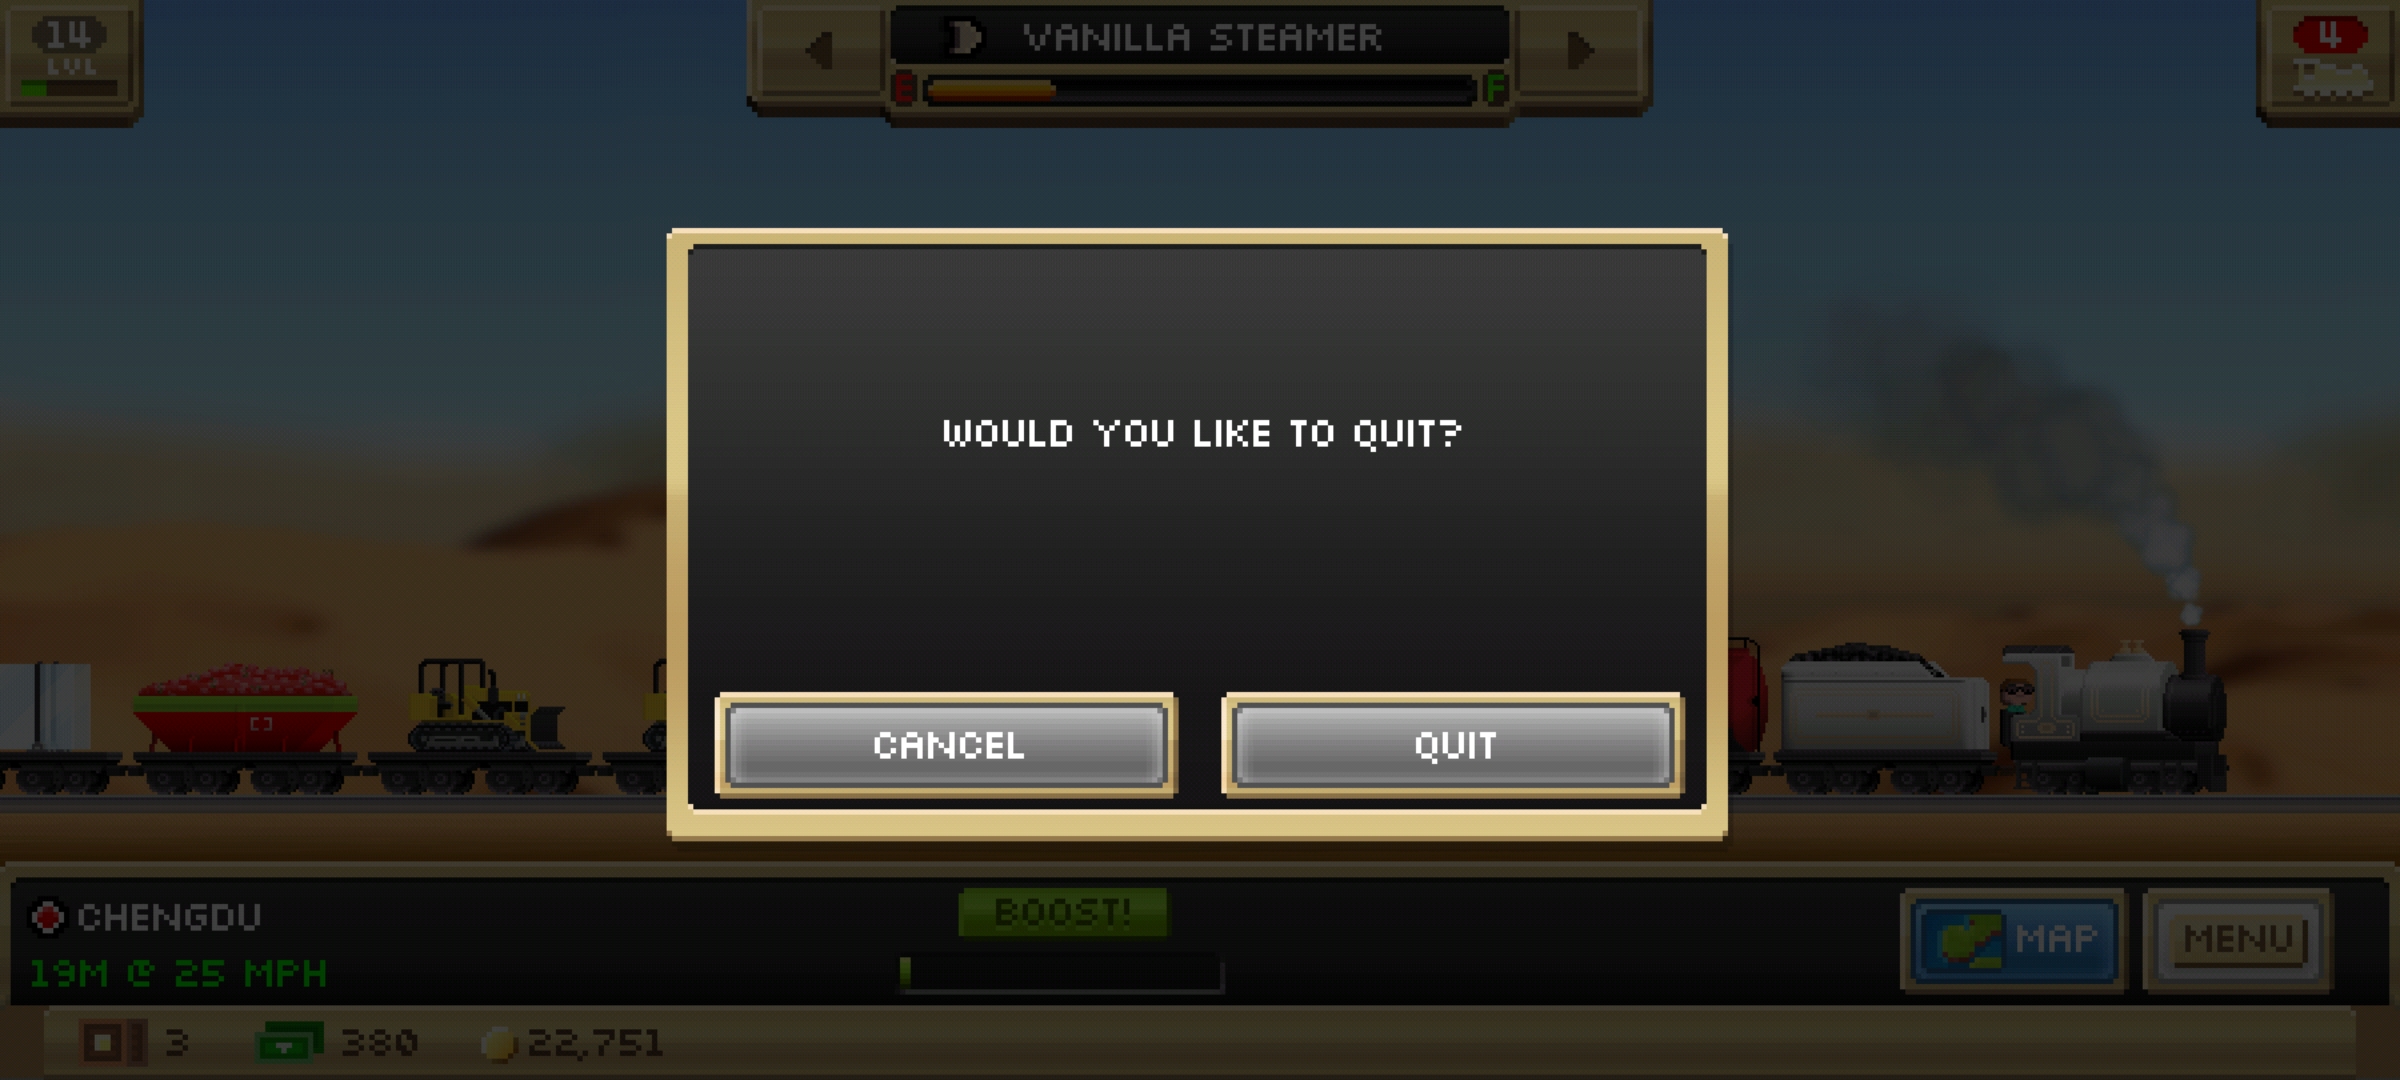 14
LVL
VANILLA STEAMER
E F
4
WOULD YOU LIKE TO QUIT?
CANCEL
QUIT
CHENGDU
19M @ 25 MPH
BOOST!
MAP
MENU
3
380
22,751